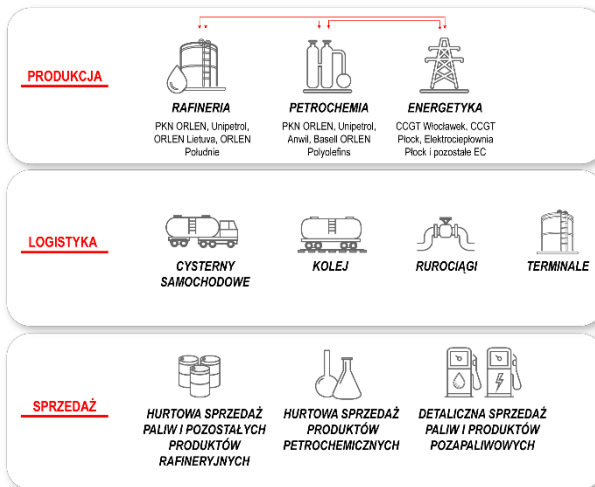 PRODUKCJA
RAFINERIA
PKN ORLEN, Unipetrol,
ORLEN Lietuva, ORLEN
Południe
PETROCHEMIA
PKN ORLEN, Unipetrol,
Anwil, Basell ORLEN
Polyolefins
ENERGETYKA
CCGT Włocławek, CCGT
Płock, Elektrociepłownia
Płock i pozostałe EC
LOGISTYKA
CYSTERNY
SAMOCHODOWE
KOLEJ
RUROCIĄGI
TERMINALE
SPRZEDAŻ
HURTOWA SPRZEDAŻ
PALIW I POZOSTAŁYCH
PRODUKTÓW
RAFINERYJNYCH
HURTOWA SPRZEDAŻ
PRODUKTÓW
PETROCHEMICZNYCH
DETALICZNA SPRZEDAŻ
PALIW I PRODUKTÓW
POZAPALIWOWYCH